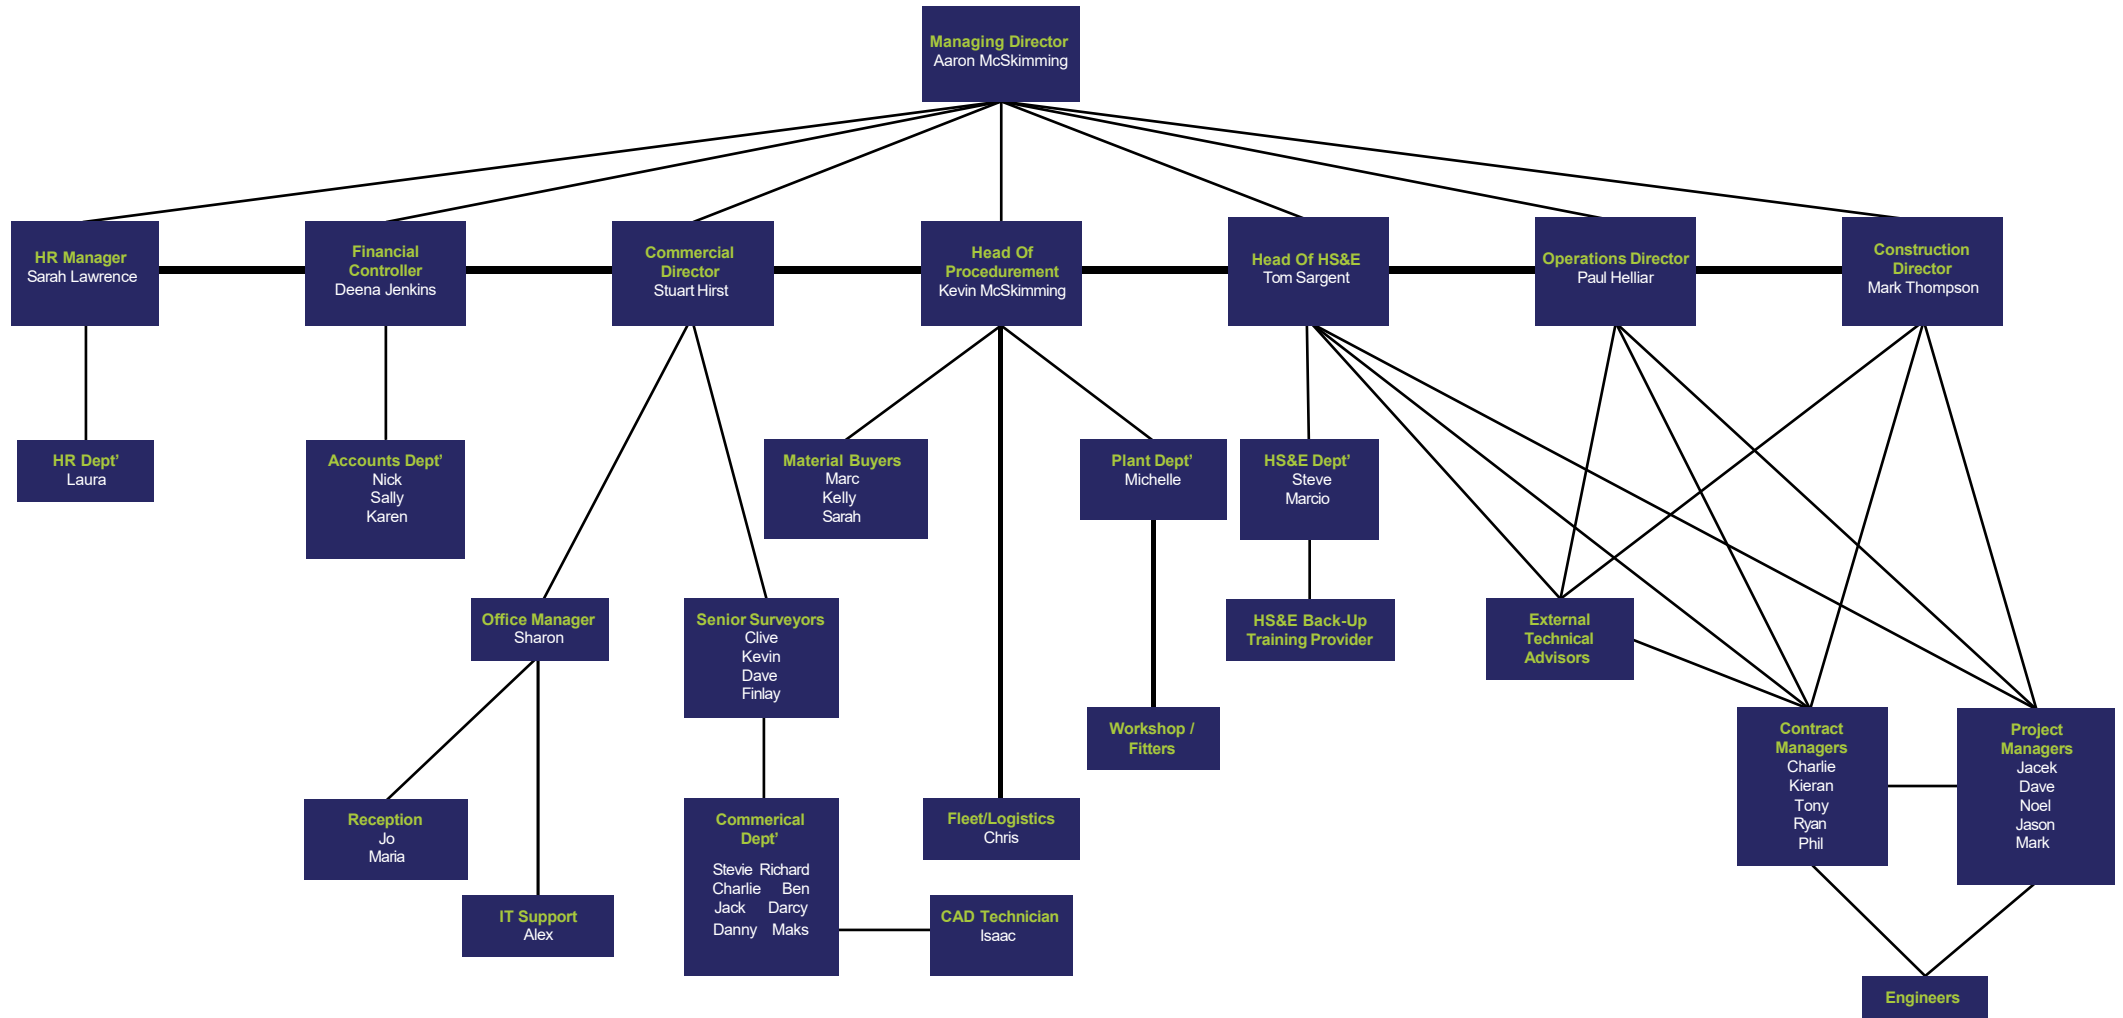 Managing Director
Aaron McSkimming
HR Manager
Sarah Lawrence
Financial
Controller
Deena Jenkins
Commercial
Director
Stuart Hirst
Head Of
Procedurement
Kevin McSkimming
Head Of HS&E
Tom Sargent
Operations Director
Paul Helliar
Construction
Director
Mark Thompson
HR Dept’
Laura
Accounts Dept’
Nick
Sally
Karen
Material Buyers
Marc
Kelly
Sarah
Plant Dept’
Michelle
HS&E Dept’
Steve
Marcio
Office Manager
Sharon
Senior Surveyors
Clive
Kevin
Dave
Finlay
HS&E Back-Up
Training Provider
External
Technical
Advisors
Workshop /
Fitters
Contract
Managers
Charlie
Kieran
Tony
Ryan
Phil
Project
Managers
Jacek
Dave
Noel
Jason
Mark
Reception
Jo
Maria
Commerical
Dept’
Stevie Richard
Charlie Ben
Jack Darcy
Danny Maks
Fleet/Logistics
Chris
IT Support
Alex
CAD Technician
Isaac
Engineers